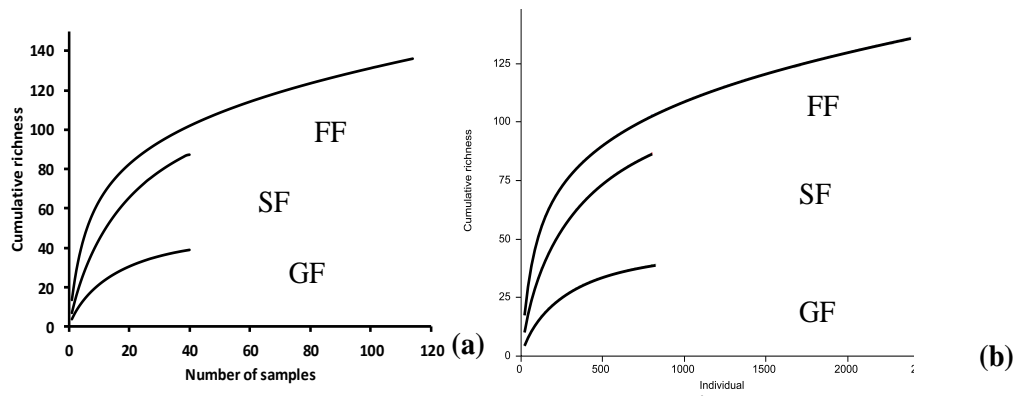 140
120
100
80
60
40
20
0
Cumulative richness
0 20 40 60 80 100 120
Number of samples
FF
SF
GF
(a)
125
100
75
50
25
0
Cumulative richness
0 500 1000 1500 2000
Individual
FF
SF
GF
(b)